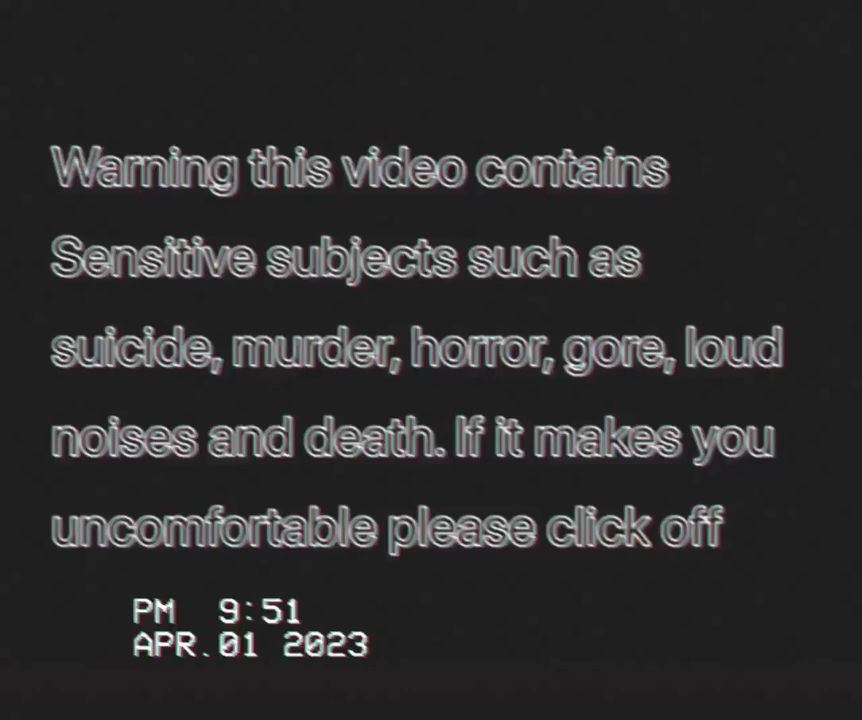 Warning this video contains
Sensitive subjects such as
suicide, murder, horror, gore, loud
noises and death. If it makes you
uncomfortable please click off
PM 9:51
APR.01 2023